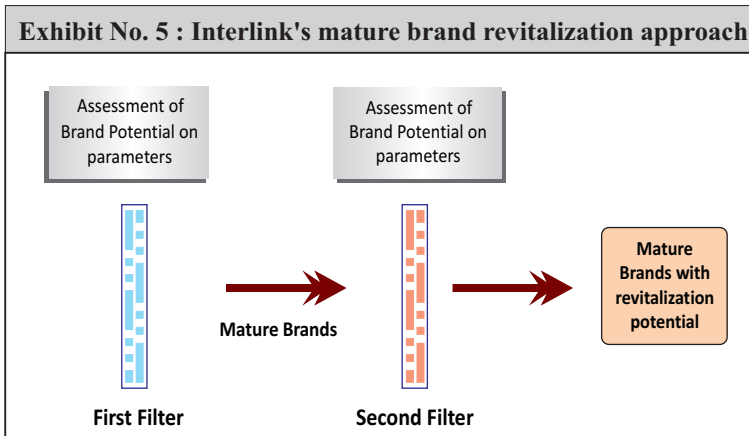 Exhibit No. 5 : Interlink's mature brand revitalization approach
Assessment of
Brand Potential on
parameters
Assessment of
Brand Potential on
parameters
Mature Brands
Mature
Brands with
revitalization
potential
First Filter
Second Filter